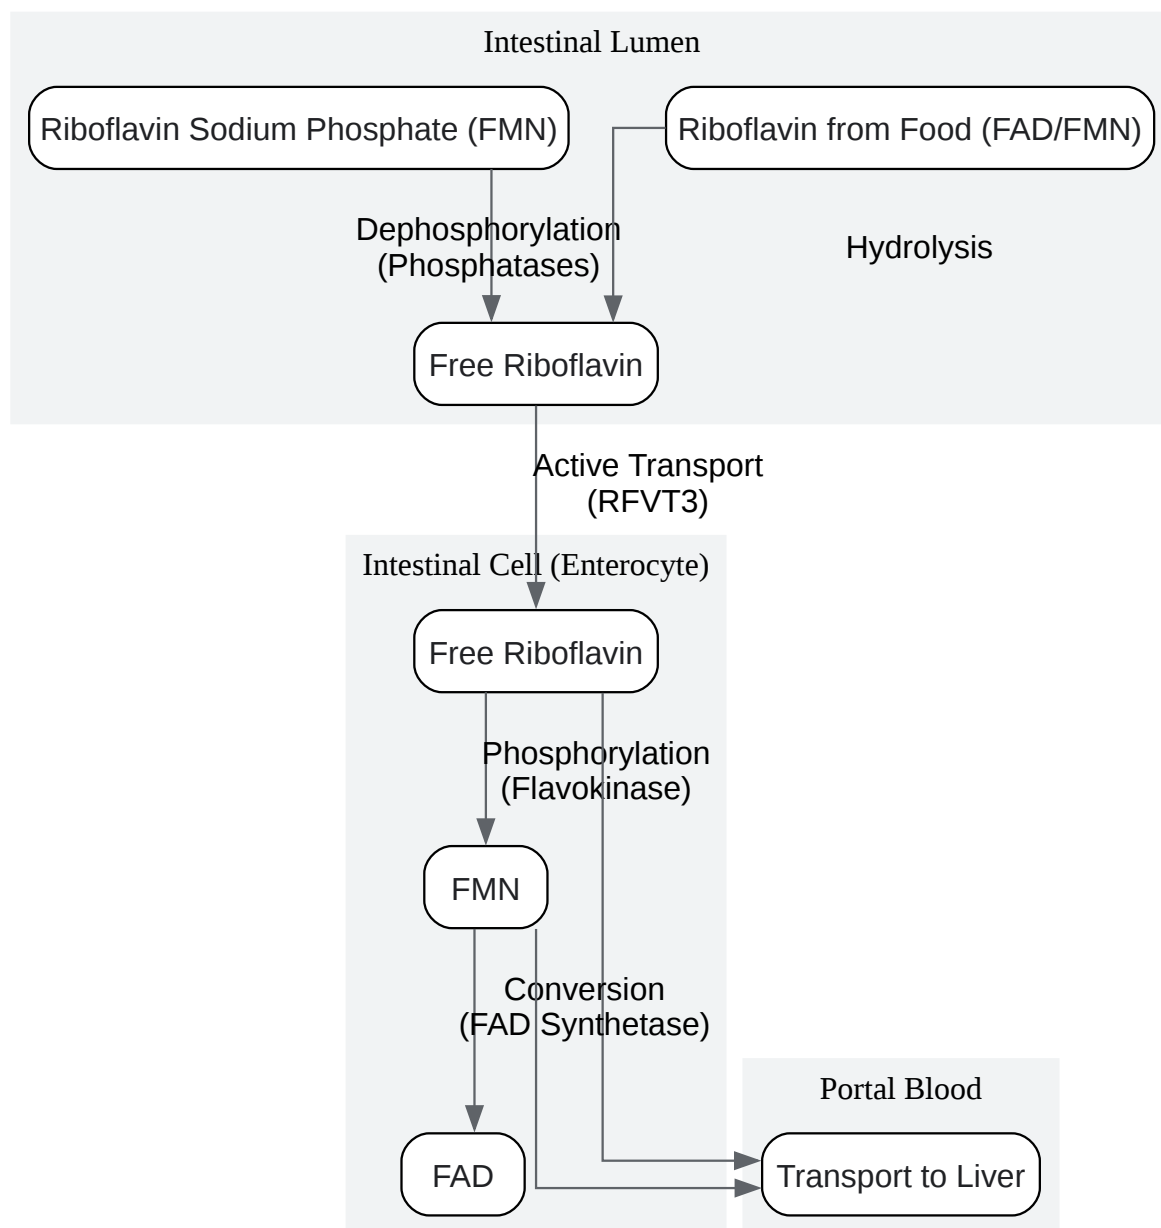 Intestinal Lumen
Riboflavin Sodium Phosphate (FMN)
Riboflavin from Food (FAD/FMN)
Dephosphorylation
(Phosphatases)
Hydrolysis
Free Riboflavin
Active Transport
(RFVT3)
Intestinal Cell (Enterocyte)
Free Riboflavin
Phosphorylation
(Flavokinase)
FMN
Conversion
(FAD Synthetase)
Portal Blood
FAD
Transport to Liver